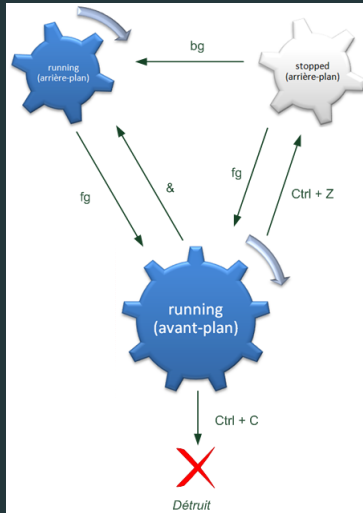 bg
running
(arrière-plan)
stopped
(arrière-plan)
fg
&
fg
Ctrl + Z
running
(avant-plan)
Ctrl + C
Détruit